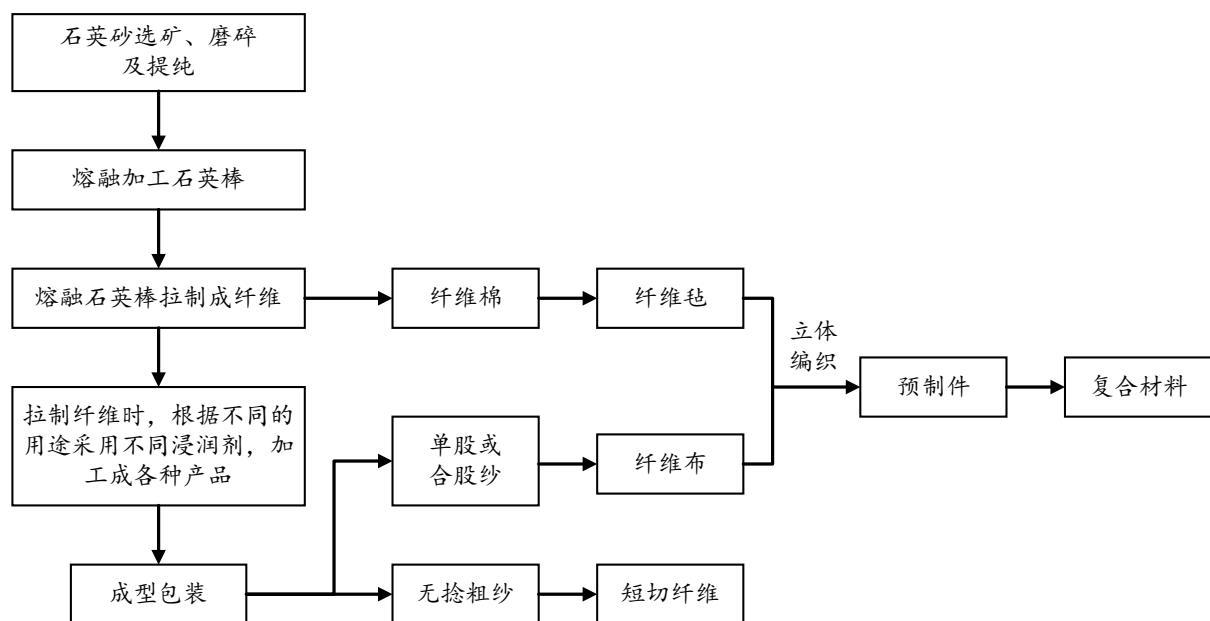 石英砂选矿、磨碎
及提纯
熔融加工石英棒
熔融石英棒拉制成纤维
纤维棉
纤维毡
立体
编织
预制件
复合材料
拉制纤维时，根据不同的
用途采用不同浸润剂，加
工成各种产品
单股或
合股纱
纤维布
成型包装
无捻粗纱
短切纤维